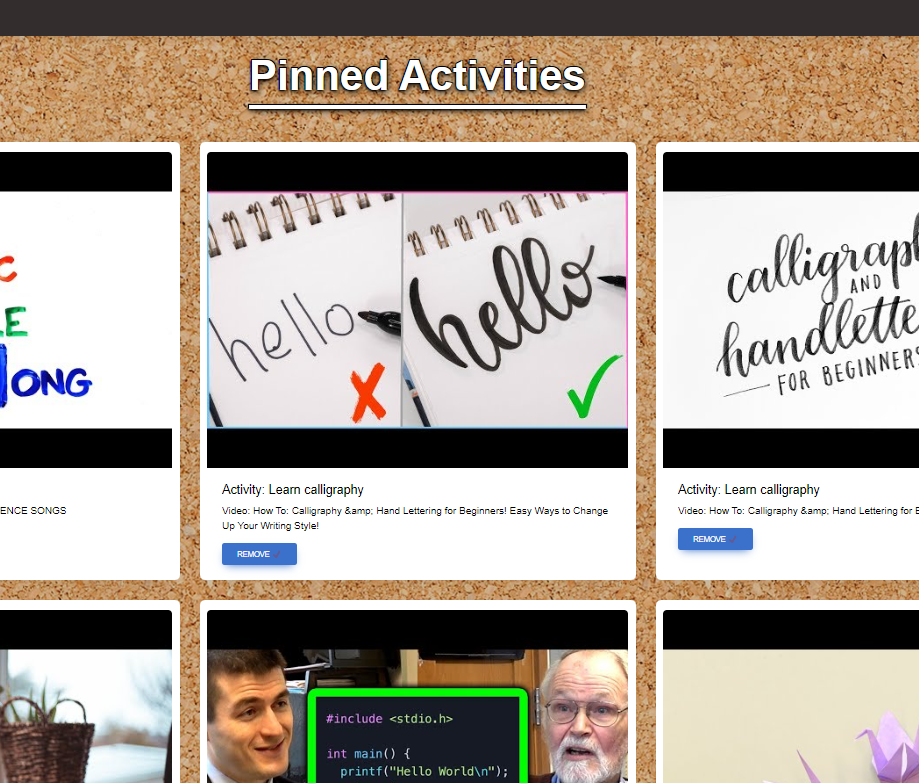 Pinned Activities
C
LE
ONG
ENCE SONGS
hello
hello
Activity: Learn calligraphy
Video: How To: Calligraphy &amp; Hand Lettering for Beginners! Easy Ways to Change
Up Your Writing Style!
REMOVE
calligraph
AND
handlette
FOR BEGINNERS
Activity: Learn calligraphy
Video: How To: Calligraphy &amp; Hand Lettering for B
REMOVE
#include <stdio.h>
int main() {
printf("Hello World\n");